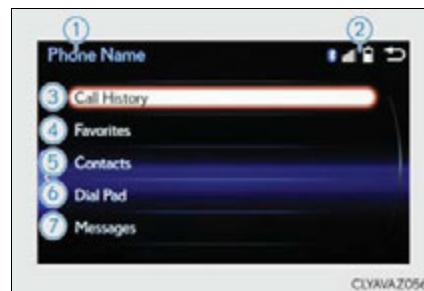 1 2
Phone Name
3 Call History
4 Favorites
5 Contacts
6 Dial Pad
7 Messages
CLYAVAZ056